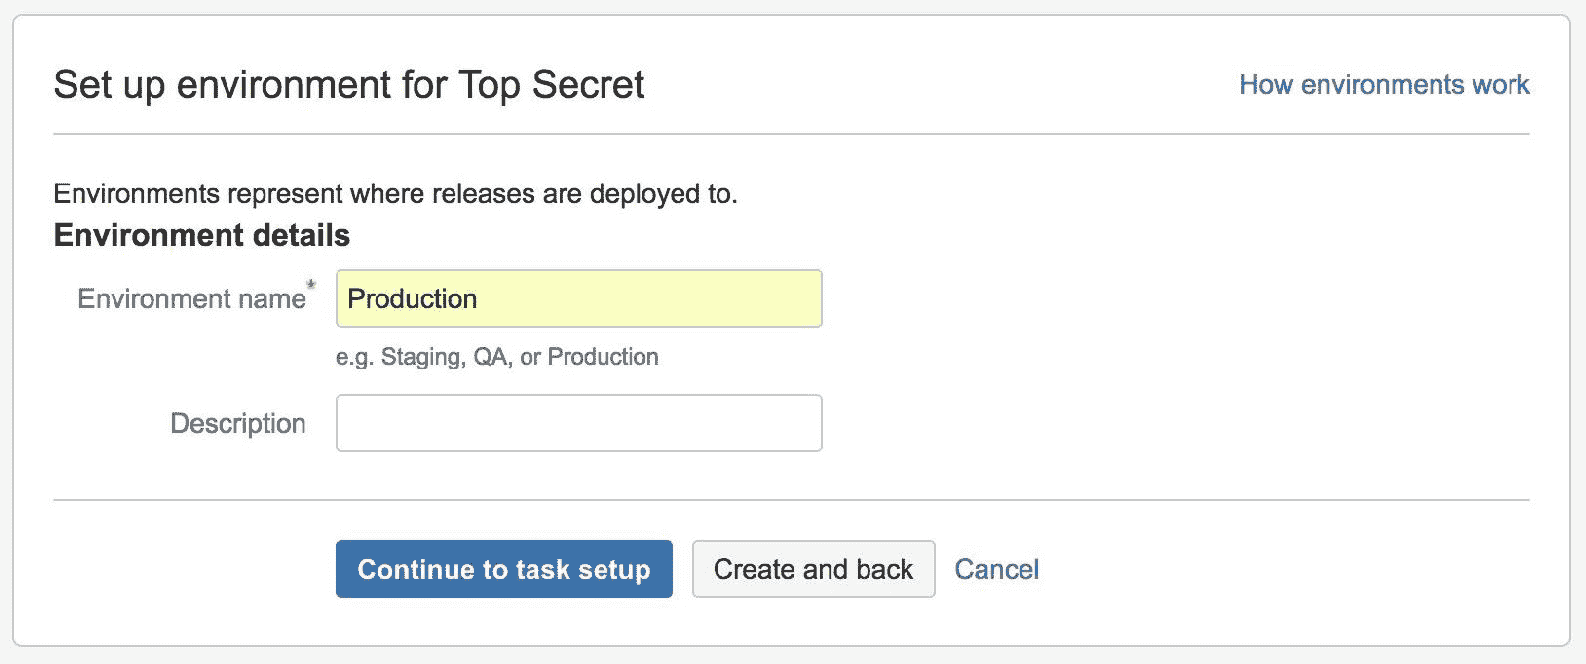 Set up environment for Top Secret
How environments work
Environments represent where releases are deployed to.
Environment details
Environment name* Production
e.g. Staging, QA, or Production
Description
Continue to task setup Create and back Cancel